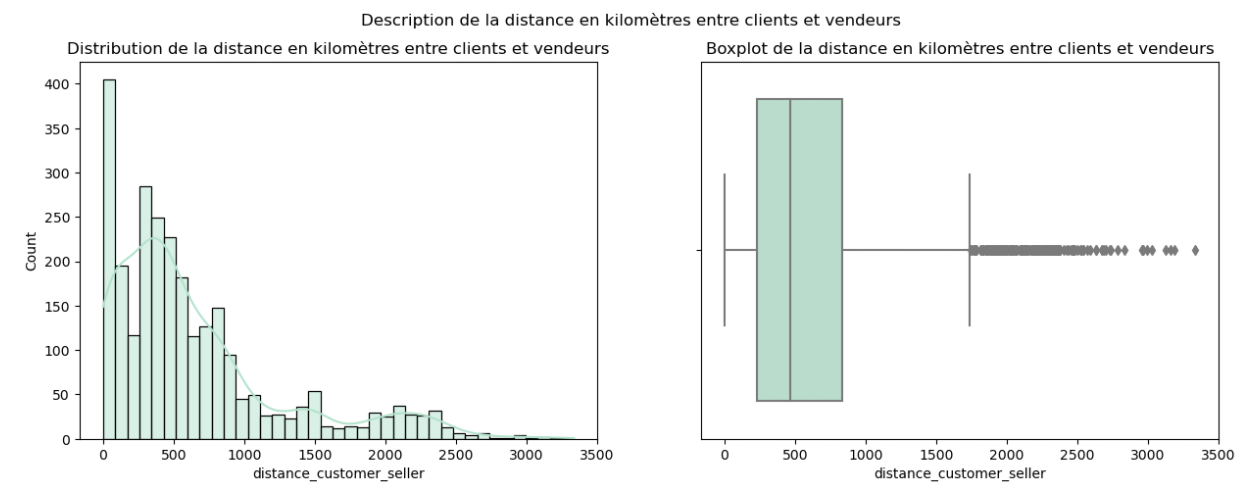 Description de la distance en kilomètres entre clients et vendeurs
Distribution de la distance en kilomètres entre clients et vendeurs
400
350
300
250
200
150
100
50
0
Count
0 500 1000 1500 2000 2500 3000 3500
distance_customer_seller
Boxplot de la distance en kilomètres entre clients et vendeurs
0 500 1000 1500 2000 2500 3000 3500
distance_customer_seller